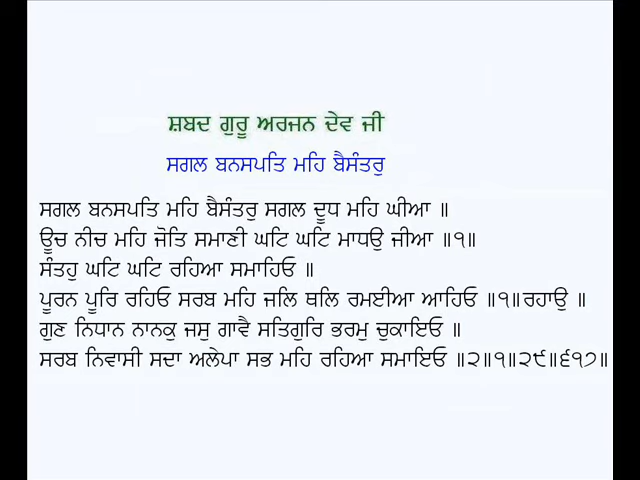 ਸ਼ਬਦ ਗੁਰੂ ਅਰਜਨ ਦੇਵ ਜੀ
ਸਗਲ ਬਨਸਪਤਿ ਮਹਿ ਬੈਸੰਤਰੁ
ਸਗਲ ਬਨਸਪਤਿ ਮਹਿ ਬੈਸੰਤਰੁ ਸਗਲ ਦੂਧ ਮਹਿ ਘੀਆ ॥
ਊਚ ਨੀਚ ਮਹਿ ਜੋਤਿ ਸਮਾਣੀ ਘਟਿ ਘਟਿ ਮਾਧਉ ਜੀਆ ॥੧॥
ਸੰਤਹੁ ਘਟਿ ਘਟਿ ਰਹਿਆ ਸਮਾਹਿਓ ॥
ਪੂਰਨ ਪੂਰਿ ਰਹਿਓ ਸਰਬ ਮਹਿ ਜਲਿ ਥਲਿ ਰਮਈਆ ਆਹਿਓ ॥੧॥ ਰਹਾਉ ॥
ਗੁਣ ਨਿਧਾਨ ਨਾਨਕੁ ਜਸੁ ਗਾਵੈ ਸਤਿਗੁਰਿ ਭਰਮੁ ਚੁਕਾਇਓ ॥
ਸਰਬ ਨਿਵਾਸੀ ਸਦਾ ਅਲੇਪਾ ਸਭ ਮਹਿ ਰਹਿਆ ਸਮਾਇਓ ॥੨॥੧॥੨੯॥੬੧੭॥